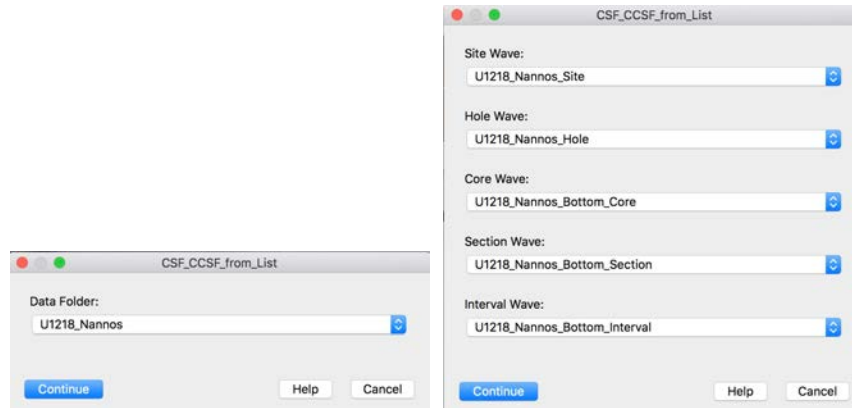 CSF_CCSF_from_List
Data Folder:
U1218_Nannos
Continue Help Cancel
CSF_CCSF_from_List
Site Wave:
U1218_Nannos_Site
Hole Wave:
U1218_Nannos_Hole
Core Wave:
U1218_Nannos_Bottom_Core
Section Wave:
U1218_Nannos_Bottom_Section
Interval Wave:
U1218_Nannos_Bottom_Interval
Continue Help Cancel